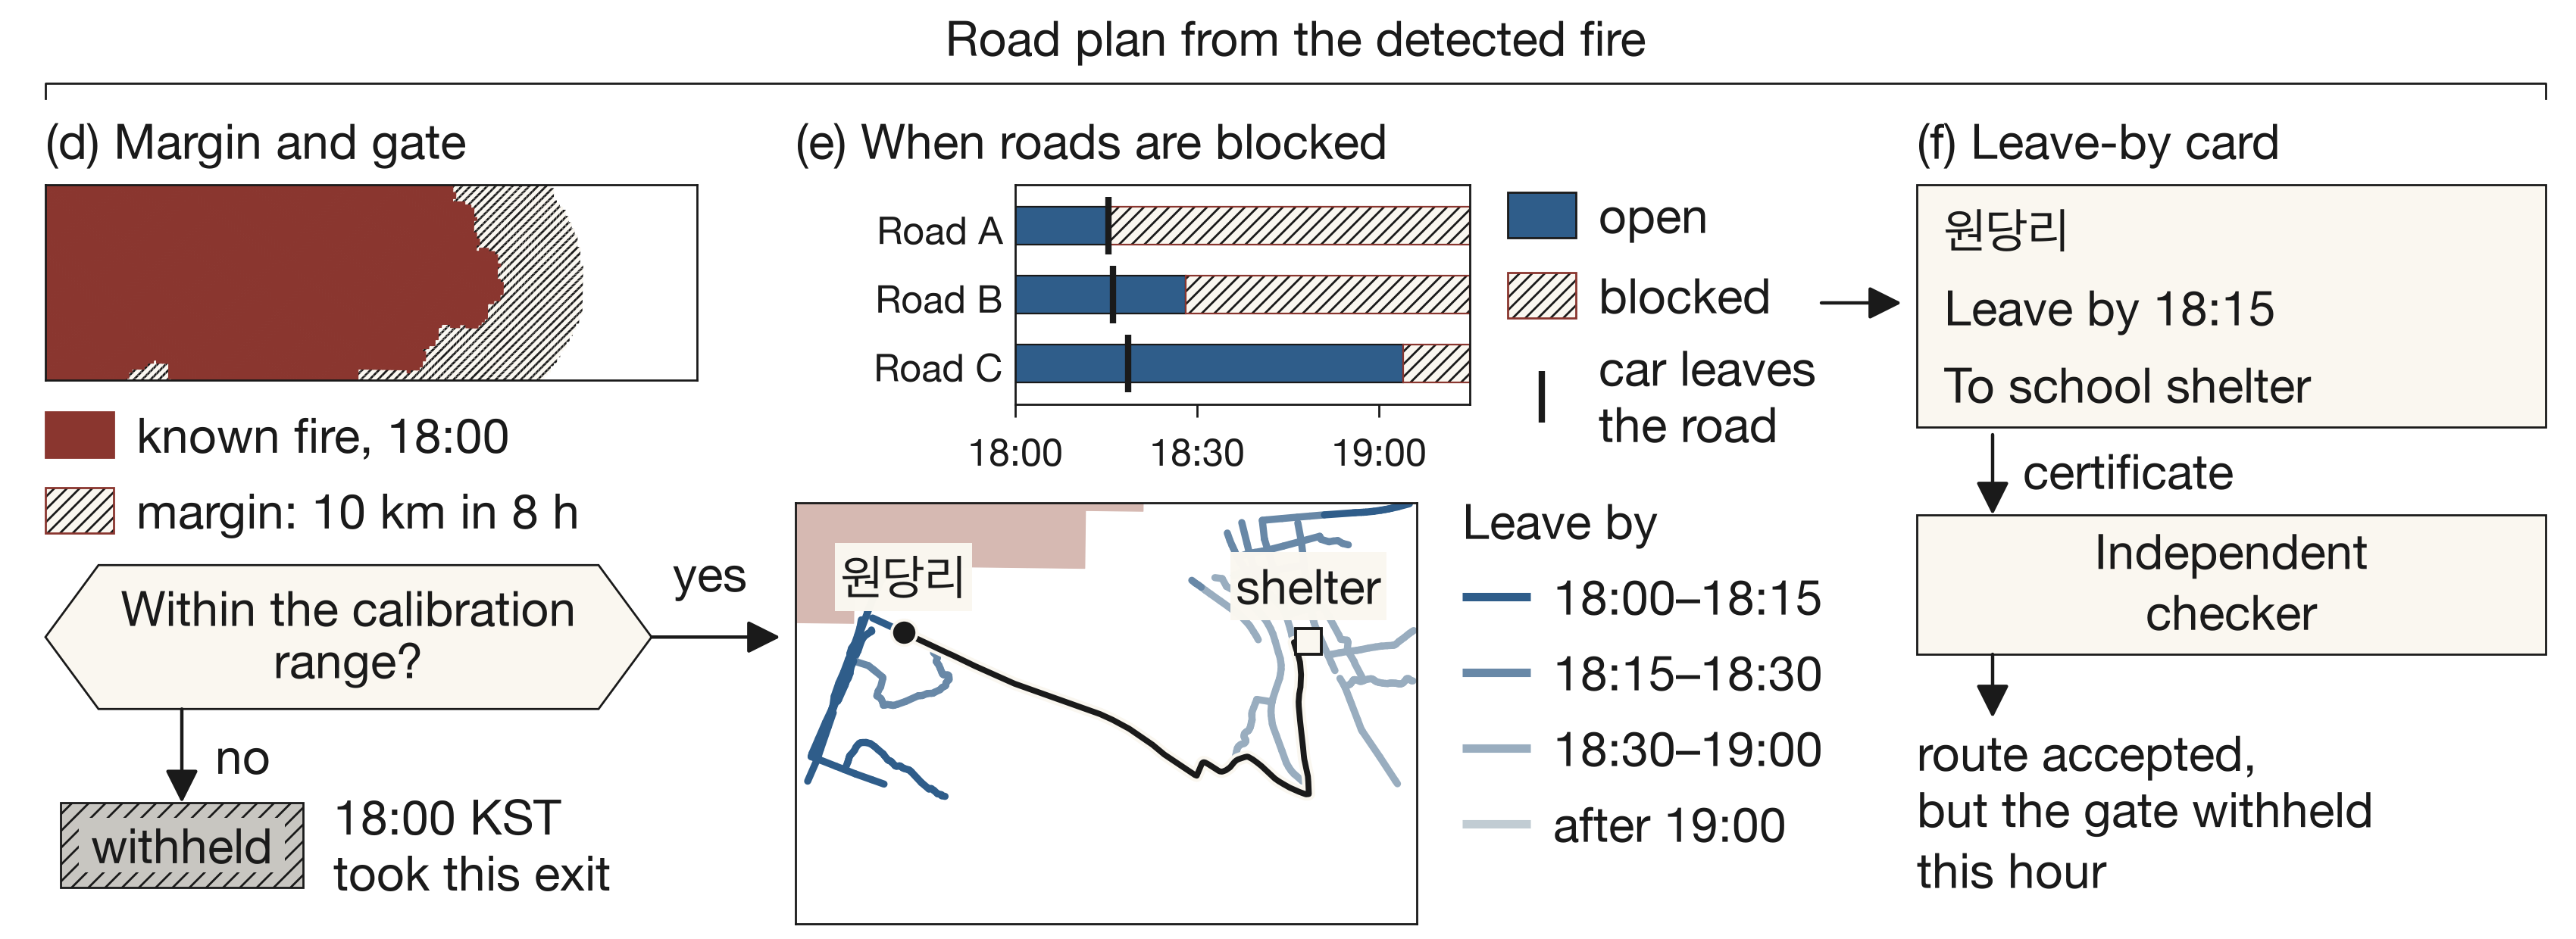 Road plan from the detected fire
(d) Margin and gate
known fire, 18:00
margin: 10 km in 8 h
Within the calibration
range?
yes
no
withheld
18:00 KST
took this exit
(e) When roads are blocked
Road A
Road B
Road C
18:00
18:30
19:00
open
blocked
car leaves
the road
원당리
shelter
Leave by
18:00–18:15
18:15–18:30
18:30–19:00
after 19:00
(f) Leave-by card
원당리
Leave by 18:15
To school shelter
certificate
Independent
checker
route accepted,
but the gate withheld
this hour